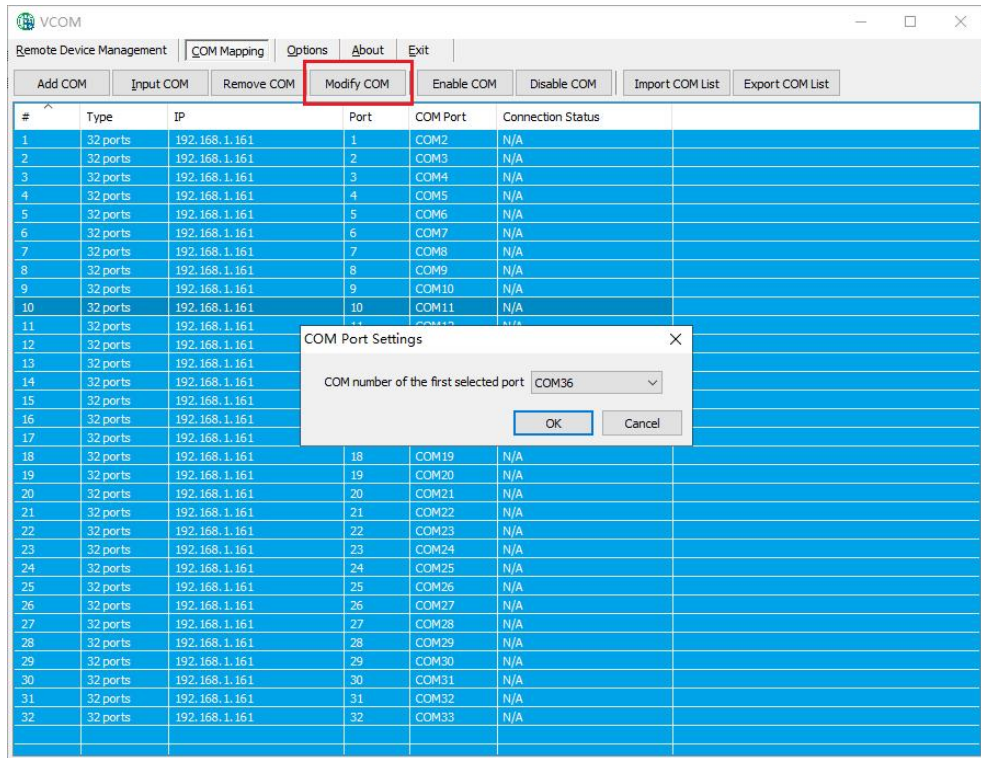 VCOM
Remote Device Management COM Mapping Options About Exit
Add COM Input COM Remove COM Modify COM Enable COM Disable COM Import COM List Export COM List
# Type IP Port COM Port Connection Status
1 32 ports 192.168.1.161 1 COM2 N/A
2 32 ports 192.168.1.161 2 COM3 N/A
3 32 ports 192.168.1.161 3 COM4 N/A
4 32 ports 192.168.1.161 4 COM5 N/A
5 32 ports 192.168.1.161 5 COM6 N/A
6 32 ports 192.168.1.161 6 COM7 N/A
7 32 ports 192.168.1.161 7 COM8 N/A
8 32 ports 192.168.1.161 8 COM9 N/A
9 32 ports 192.168.1.161 9 COM10 N/A
10 32 ports 192.168.1.161 10 COM11 N/A
11 32 ports 192.168.1.161
12 32 ports 192.168.1.161
13 32 ports 192.168.1.161
14 32 ports 192.168.1.161
15 32 ports 192.168.1.161
16 32 ports 192.168.1.161
17 32 ports 192.168.1.161
COM Port Settings
COM number of the first selected port COM36
OK Cancel
18 32 ports 192.168.1.161 18 COM19 N/A
19 32 ports 192.168.1.161 19 COM20 N/A
20 32 ports 192.168.1.161 20 COM21 N/A
21 32 ports 192.168.1.161 21 COM22 N/A
22 32 ports 192.168.1.161 22 COM23 N/A
23 32 ports 192.168.1.161 23 COM24 N/A
24 32 ports 192.168.1.161 24 COM25 N/A
25 32 ports 192.168.1.161 25 COM26 N/A
26 32 ports 192.168.1.161 26 COM27 N/A
27 32 ports 192.168.1.161 27 COM28 N/A
28 32 ports 192.168.1.161 28 COM29 N/A
29 32 ports 192.168.1.161 29 COM30 N/A
30 32 ports 192.168.1.161 30 COM31 N/A
31 32 ports 192.168.1.161 31 COM32 N/A
32 32 ports 192.168.1.161 32 COM33 N/A